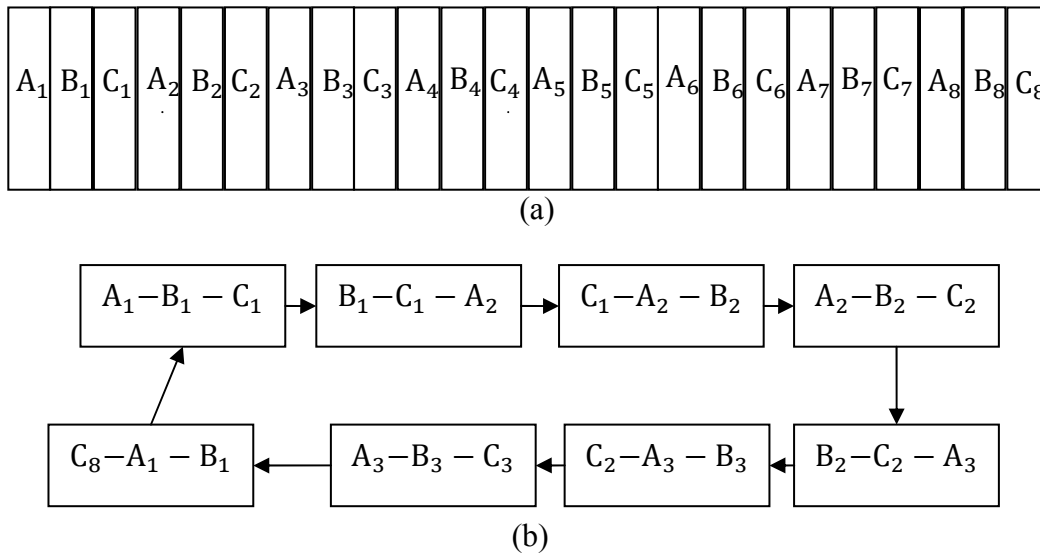 A₁ B₁ C₁ A₂ B₂ C₂ A₃ B₃ C₃ A₄ B₄ C₄ A₅ B₅ C₅ A₆ B₆ C₆ A₇ B₇ C₇ A₈ B₈ C₈
(a)
A₁−B₁ − C₁ B₁−C₁ − A₂ C₁−A₂ − B₂ A₂−B₂ − C₂
C₈−A₁ − B₁ A₃−B₃ − C₃ C₂−A₃ − B₃ B₂−C₂ − A₃
(b)